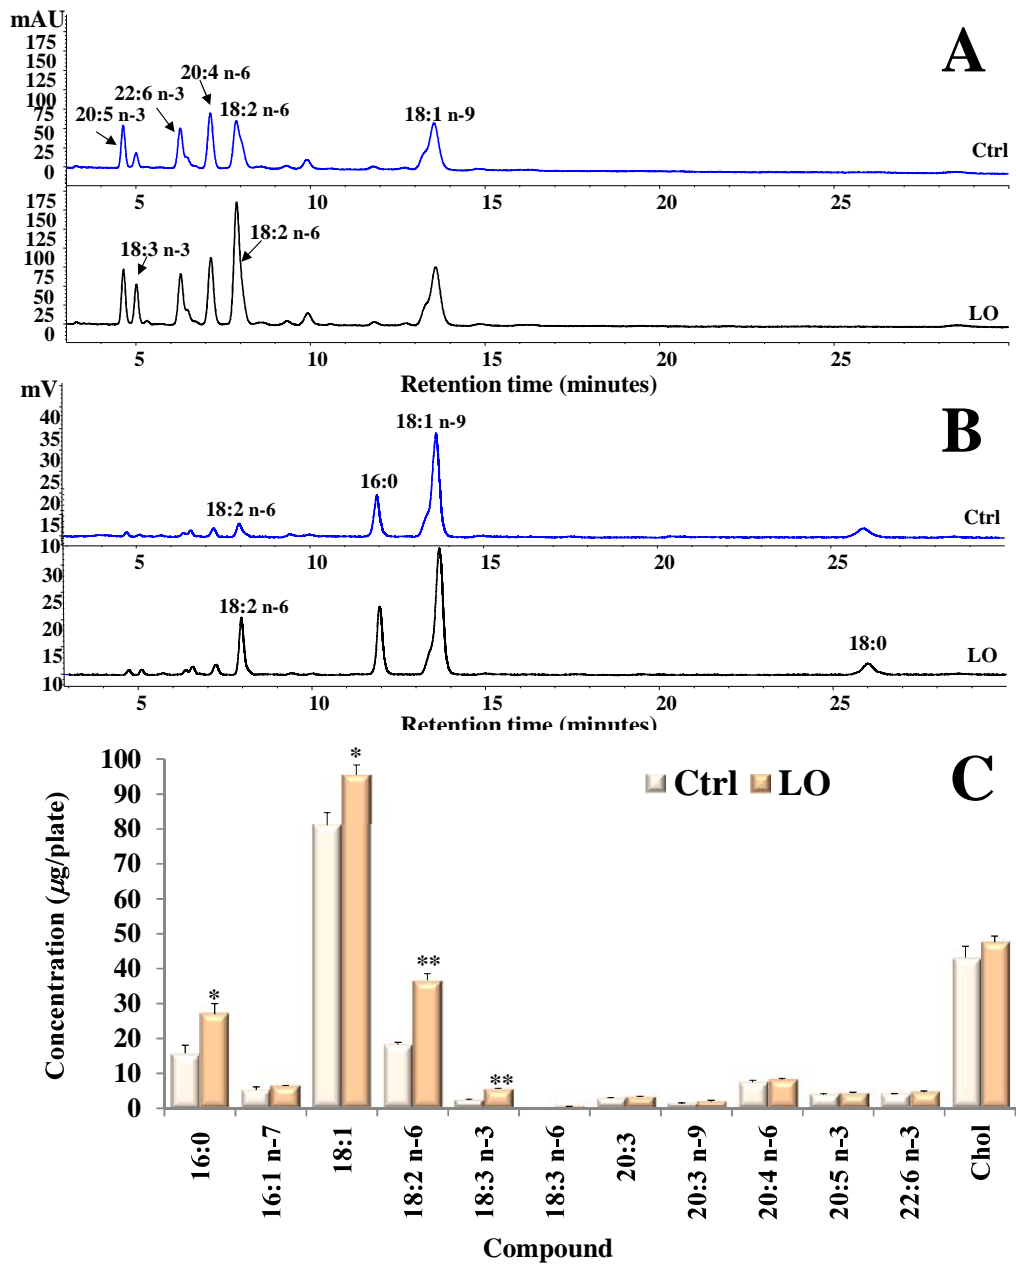 mAU
A
175
150
125
100
75
50
25
0
20:5 n-3
22:6 n-3
20:4 n-6
18:2 n-6
18:1 n-9
Ctrl
5
10
15
20
25
175
150
100
75
50
25
0
18:3 n-3
18:2 n-6
LO
5
10
15
20
25
Retention time (minutes)
mV
B
40
35
30
25
20
15
10
18:2 n-6
16:0
18:1 n-9
Ctrl
5
10
15
20
25
30
25
20
15
10
18:2 n-6
18:0
LO
5
10
15
20
25
Retention time (minutes)
C
Ctrl
LO
Concentration (µg/plate)
100
90
80
70
60
50
40
30
20
10
0
*
*
**
**
16:0
16:1 n-7
18:1
18:2 n-6
18:3 n-3
18:3 n-6
20:3
20:3 n-9
20:4 n-6
20:5 n-3
22:6 n-3
Chol
Compound